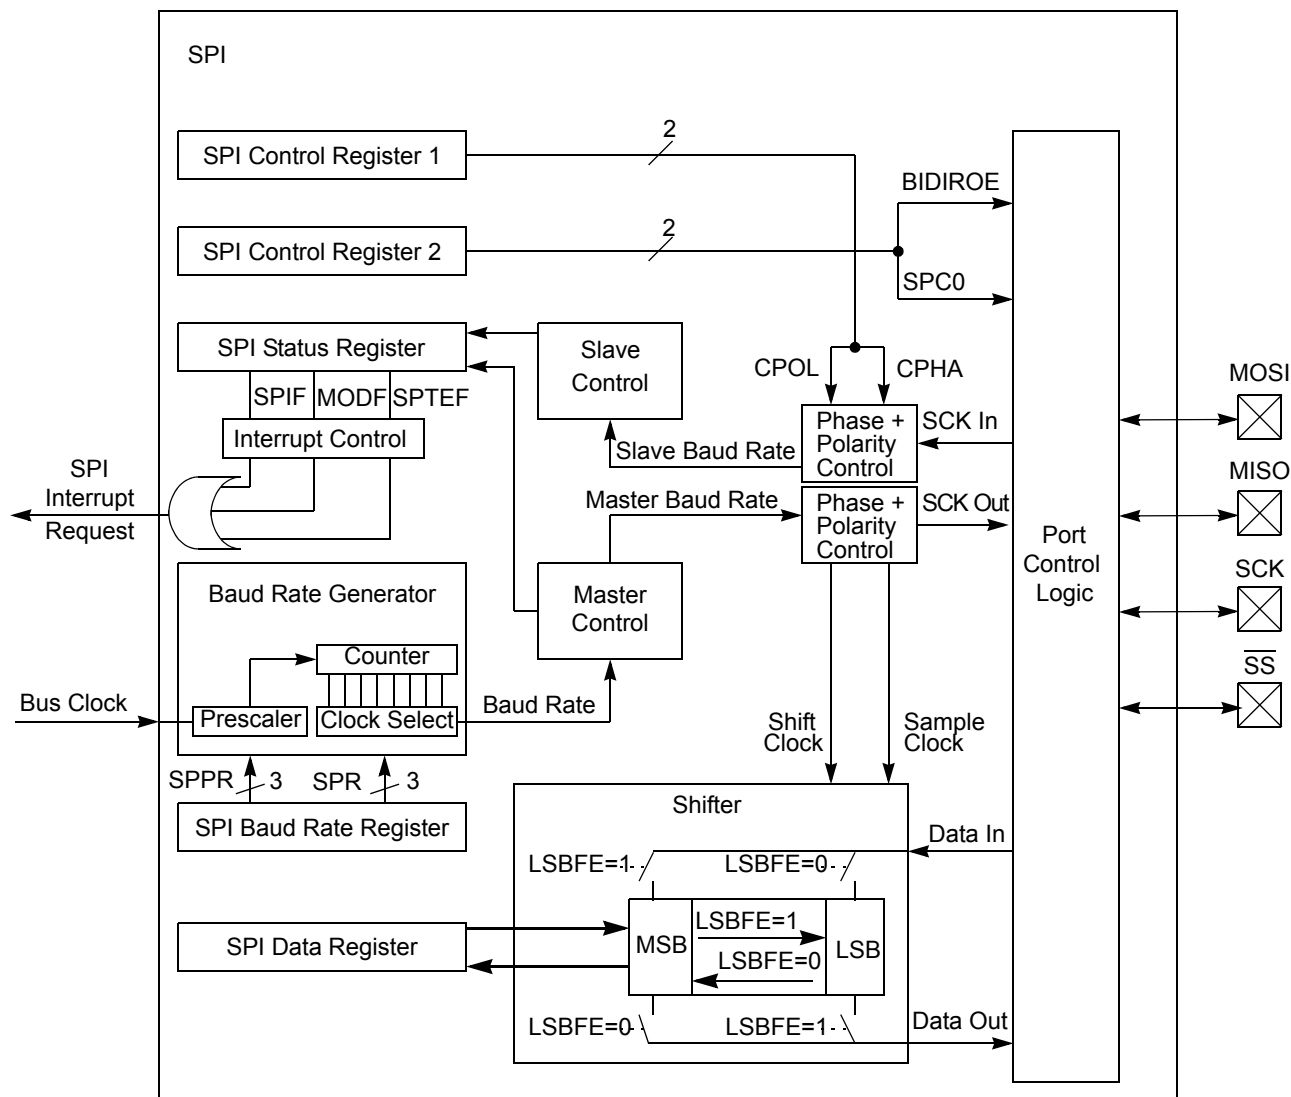 SPI
SPI Control Register 1
2
BIDIROE
SPI Control Register 2
2
SPC0
SPI Status Register
Slave
Control
CPOL
CPHA
MOSI
SPIF
MODF
SPTEF
Interrupt Control
Phase +
Polarity
Control
SCK In
Slave Baud Rate
SPI
Interrupt
Request
MISO
Master Baud Rate
Phase +
Polarity
Control
SCK Out
Port
Control
Logic
SCK
Baud Rate Generator
Master
Control
Counter
SS
Bus Clock
Prescaler
Clock Select
Baud Rate
Shift
Clock
Sample
Clock
SPPR
3
SPR
3
SPI Baud Rate Register
Shifter
Data In
LSBFE=1
LSBFE=0
SPI Data Register
MSB
LSBFE=1
LSBFE=0
LSB
LSBFE=0
LSBFE=1
Data Out